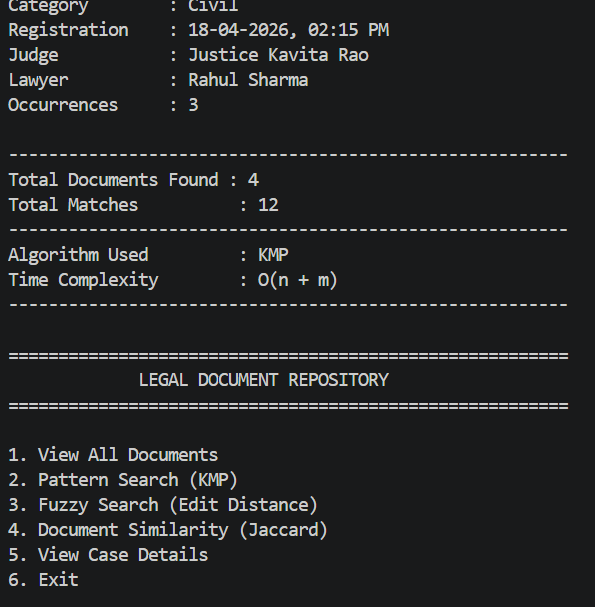 Category : Civil
Registration : 18-04-2026, 02:15 PM
Judge : Justice Kavita Rao
Lawyer : Rahul Sharma
Occurrences : 3
--------------------------------------------------------
Total Documents Found : 4
Total Matches : 12
--------------------------------------------------------
Algorithm Used : KMP
Time Complexity : O(n + m)
--------------------------------------------------------
========================================================
LEGAL DOCUMENT REPOSITORY
========================================================
1. View All Documents
2. Pattern Search (KMP)
3. Fuzzy Search (Edit Distance)
4. Document Similarity (Jaccard)
5. View Case Details
6. Exit